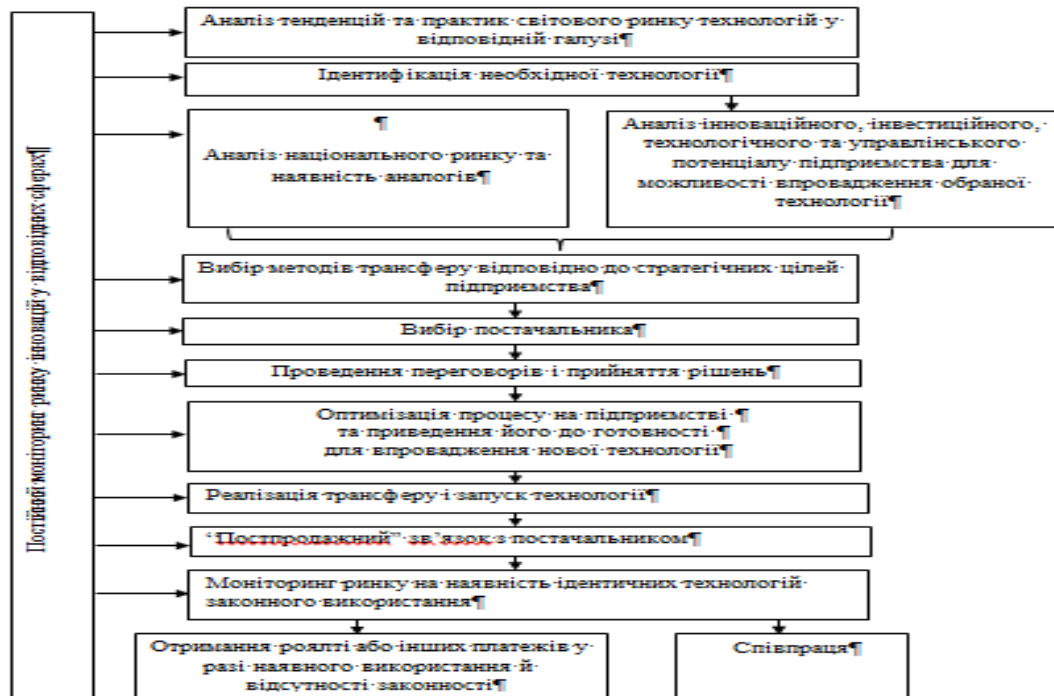 Постійний моніторинг ринку інновацій у відповідних сферах¶
Аналіз·тенденцій·та·практик·світового·ринку·технологій·у·
відповідній·галузі¶
Ідентифікація·необхідної·технології¶
¶
Аналіз·національного·ринку·та·
наявність·аналогів¶
Аналіз·інноваційного,·інвестиційного,·
технологічного·та·управлінського·
потенціалу·підприємства·для·
можливості·впровадження·обраної·
технології¶
Вибір·методів·трансферу·відповідно·до·стратегічних·цілей·
підприємства¶
Вибір·постачальника¶
Проведення·переговорів·і·прийняття·рішень¶
Оптимізація·процесу·на·підприємстві·¶
та·приведення·його·до·готовності·¶
для·впровадження·нової·технології¶
Реалізація·трансферу·і·запуск·технології¶
“Постпродажний”·зв’язок·з·постачальником¶
Моніторинг·ринку·на·наявність·ідентичних·технологій·
законного·використання¶
Отримання·роялті·або·інших·платежів·у·
разі·наявного·використання·й·
відсутності·законності¶
Співпраця¶